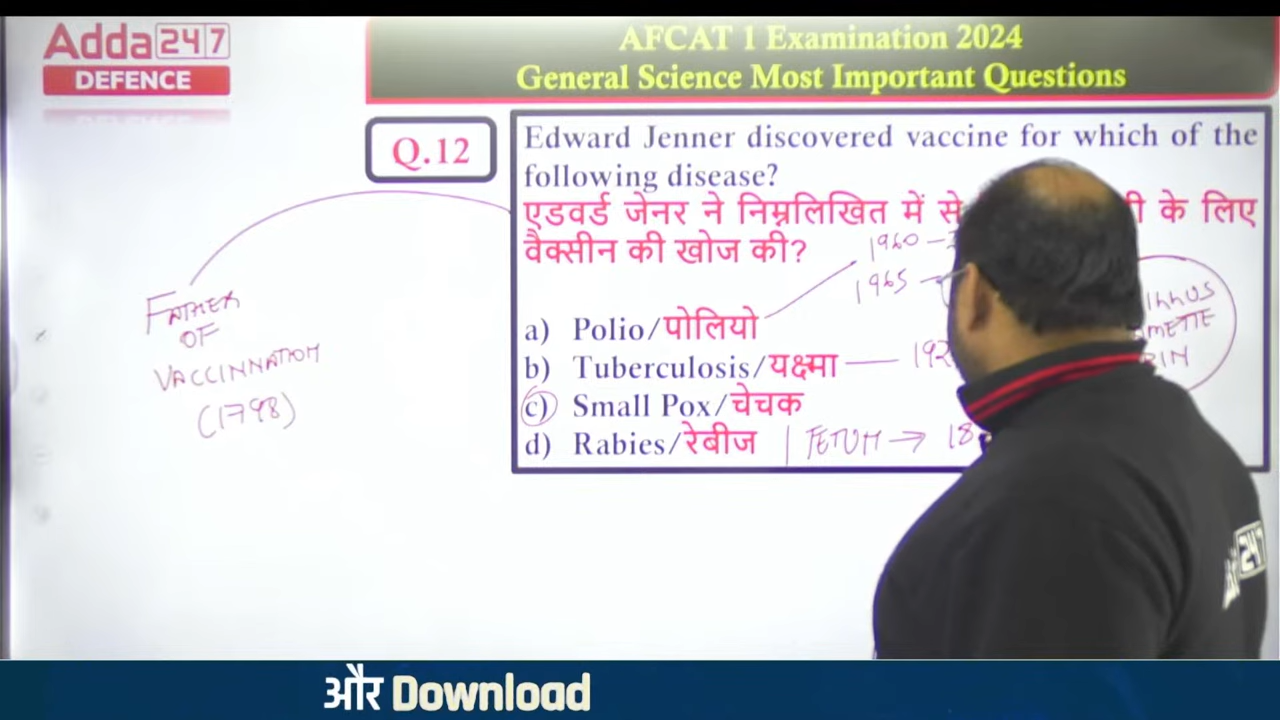 Adda247
DEFENCE
AFCAT 1 Examination 2024
General Science Most Important Questions
Q.12
Edward Jenner discovered vaccine for which of the
following disease?
एडवर्ड जेनर ने निम्नलिखित में से के लिए
वैक्सीन की खोज की?
1960 –
1965 –
a) Polio/पोलियो
b) Tuberculosis/यक्ष्मा —
c) Small Pox/चेचक
d) Rabies/रेबीज
FATHER
OF
VACCINNATION
(1798)
247
और Download